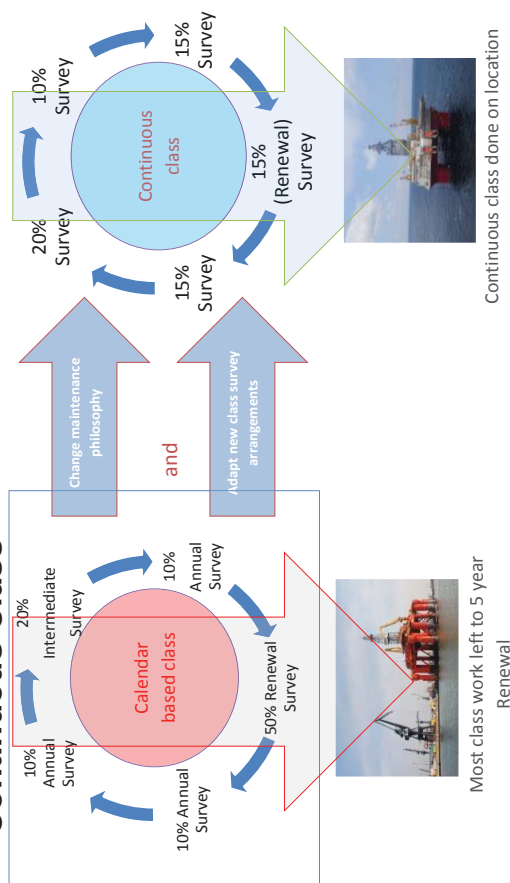 Continuous Class
20%
Intermediate
Survey
10%
Annual
Survey
10%
Annual
Survey
Calendar
based class
50% Renewal
Survey
10% Annual
Survey
Most class work left to 5 year
Renewal
Change maintenance
philosophy
and
Adapt new class survey
arrangements
10%
Survey
20%
Survey
15%
Survey
Continuous
class
15%
(Renewal)
Survey
15%
Survey
Continuous class done on location